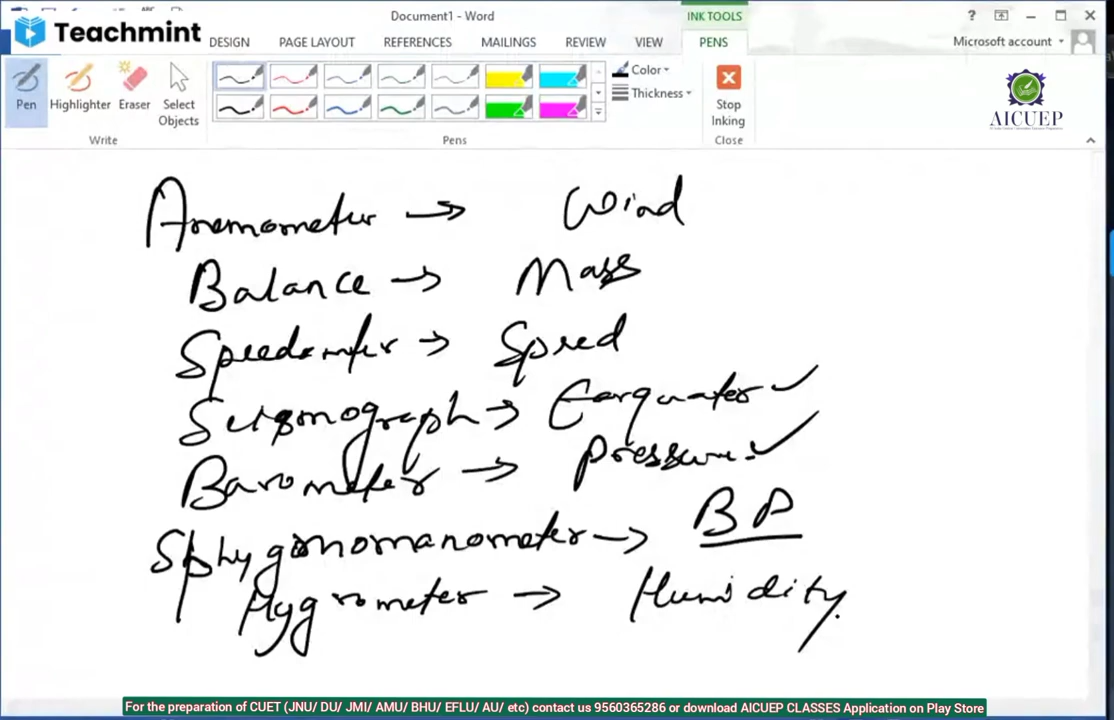 Document1 - Word
INK TOOLS
Teachmint
DESIGN PAGE LAYOUT REFERENCES MAILINGS REVIEW VIEW PENS
Microsoft account
Pen Highlighter Eraser Select Objects
Color
Thickness
Stop Inking
Write Pens Close
AICUEP
Anemometer → Wind
Balance → Mass
Speedometer → Speed
Seismograph →
Barometer → Pressure
Sphygomomanometer → BP
Hygrometer → Humidity
For the preparation of CUET (JNU/ DU/ JMI/ AMU/ BHU/ EFLU/ AU/ etc) contact us 9560365286 or download AICUEP CLASSES Application on Play Store